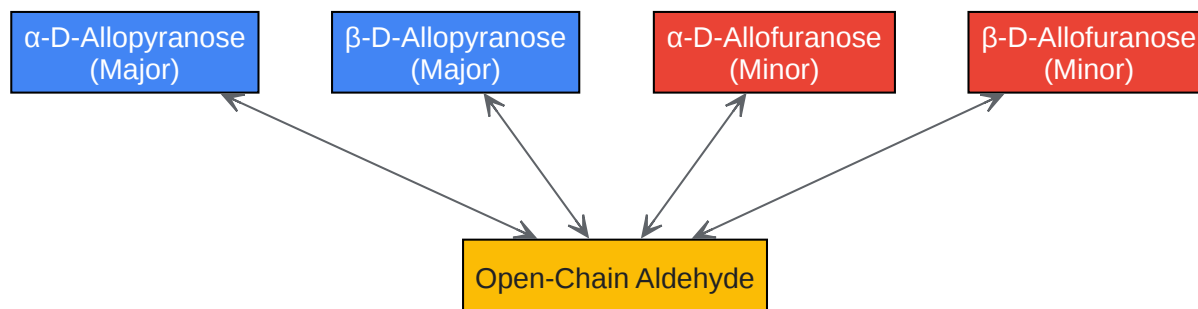 α-D-Allopyranose
(Major)
β-D-Allopyranose
(Major)
α-D-Allofuranose
(Minor)
β-D-Allofuranose
(Minor)
Open-Chain Aldehyde